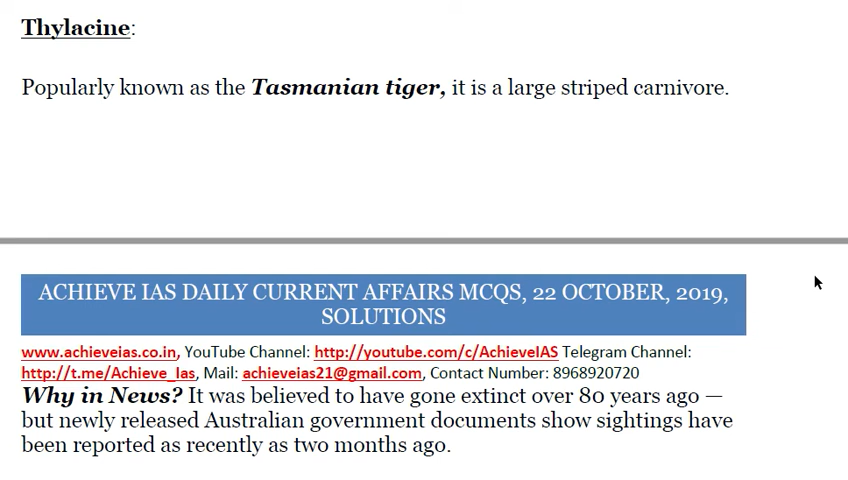 Thylacine:
Popularly known as the Tasmanian tiger, it is a large striped carnivore.
ACHIEVE IAS DAILY CURRENT AFFAIRS MCQS, 22 OCTOBER, 2019,
SOLUTIONS
www.achieveias.co.in, YouTube Channel: http://youtube.com/c/AchieveIAS Telegram Channel:
http://t.me/Achieve_Ias, Mail: achieveias21@gmail.com, Contact Number: 8968920720
Why in News? It was believed to have gone extinct over 80 years ago —
but newly released Australian government documents show sightings have
been reported as recently as two months ago.